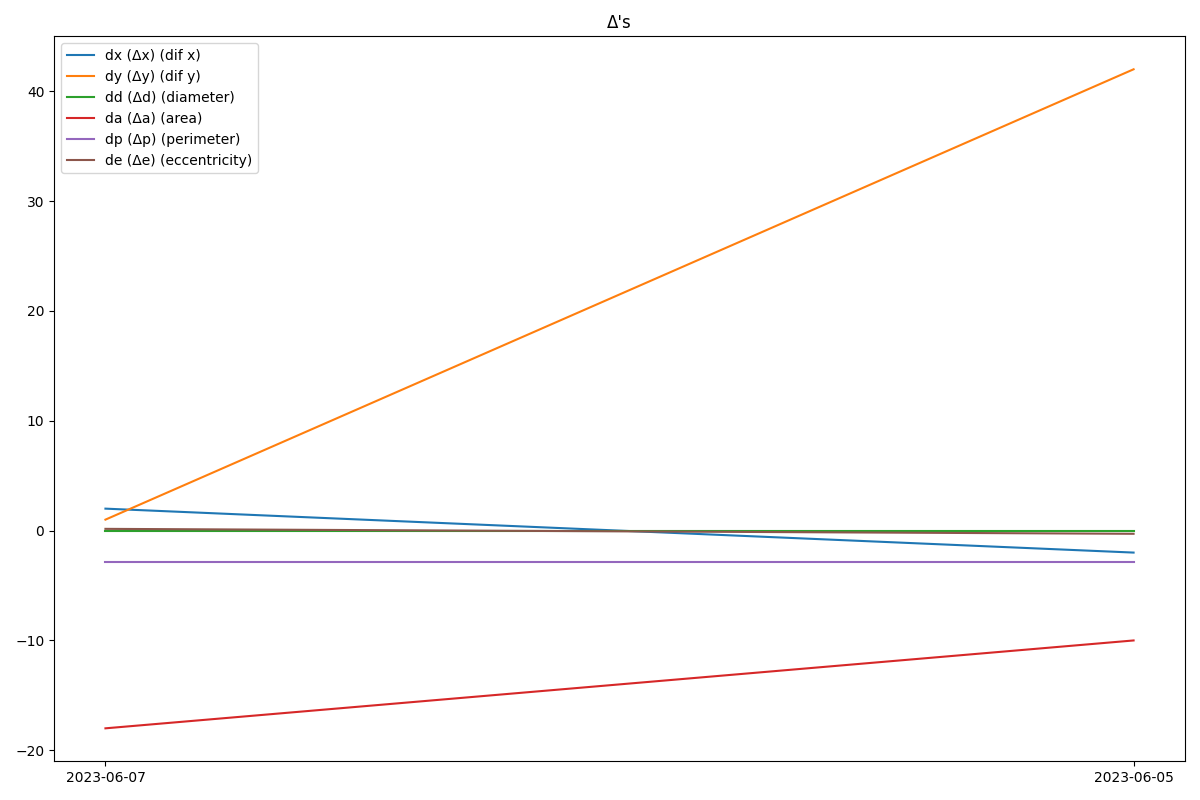 Δ's
dx (Δx) (dif x)
dy (Δy) (dif y)
dd (Δd) (diameter)
da (Δa) (area)
dp (Δp) (perimeter)
de (Δe) (eccentricity)
40
30
20
10
0
−10
−20
2023-06-07
2023-06-05